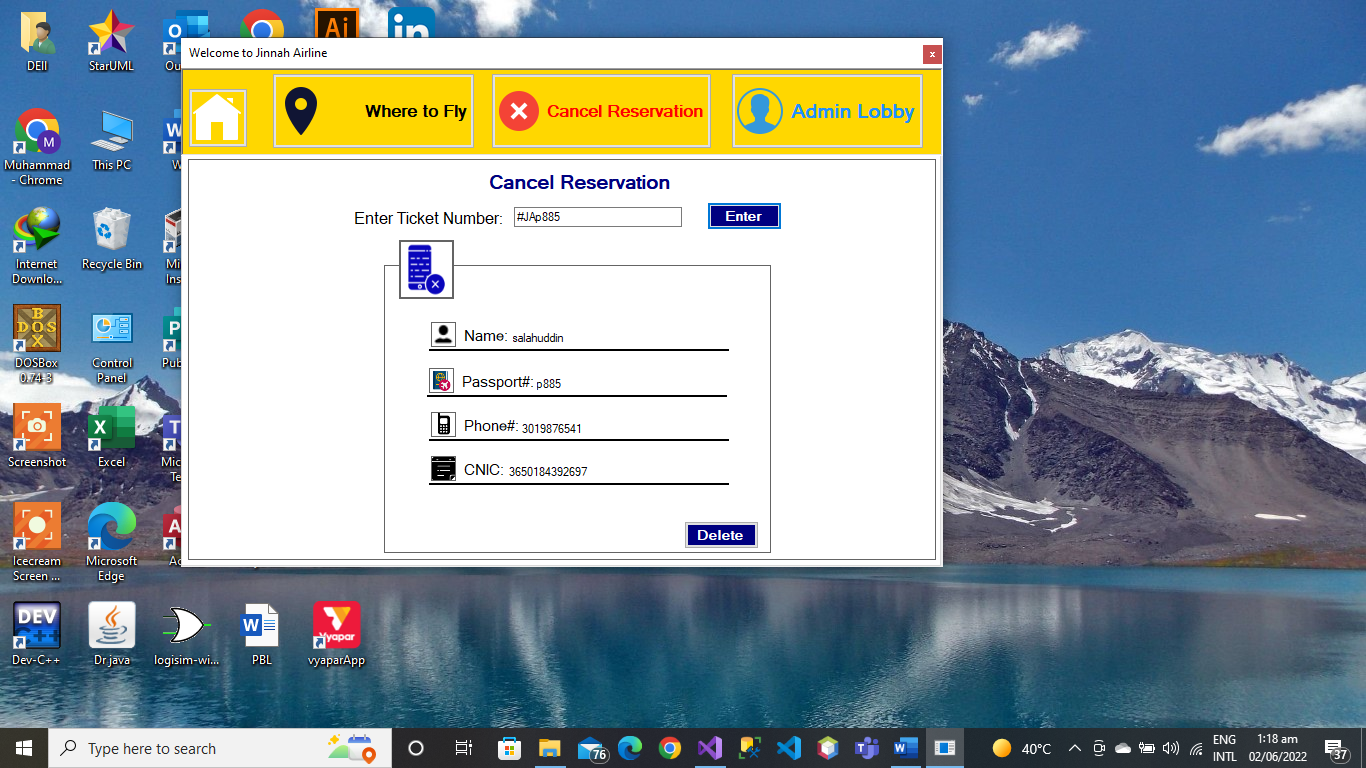 Welcome to Jinnah Airline
x
Where to Fly
Cancel Reservation
Admin Lobby
Cancel Reservation
Enter Ticket Number: #JAp885 Enter
Name: salahuddin
Passport#: p885
Phone#: 3019876541
CNIC: 3650184392697
Delete
DEll
StarUML
Ou
Ai
in
Muhammad
- Chrome
M
This PC
W
Internet
Downlo...
Recycle Bin
Mi
Ins
DOS
BOX
DOSBox
0.74-3
Control
Panel
P
Pub
Screenshot
Excel
Mic
Te
Icecream
Screen ...
Microsoft
Edge
A
Ac
DEV
C++
Dev-C++
Dr.java
logisim-wi...
W
PBL
Vyapar
vyaparApp
Type here to search
76
40°C
ENG
INTL
1:18 am
02/06/2022
37